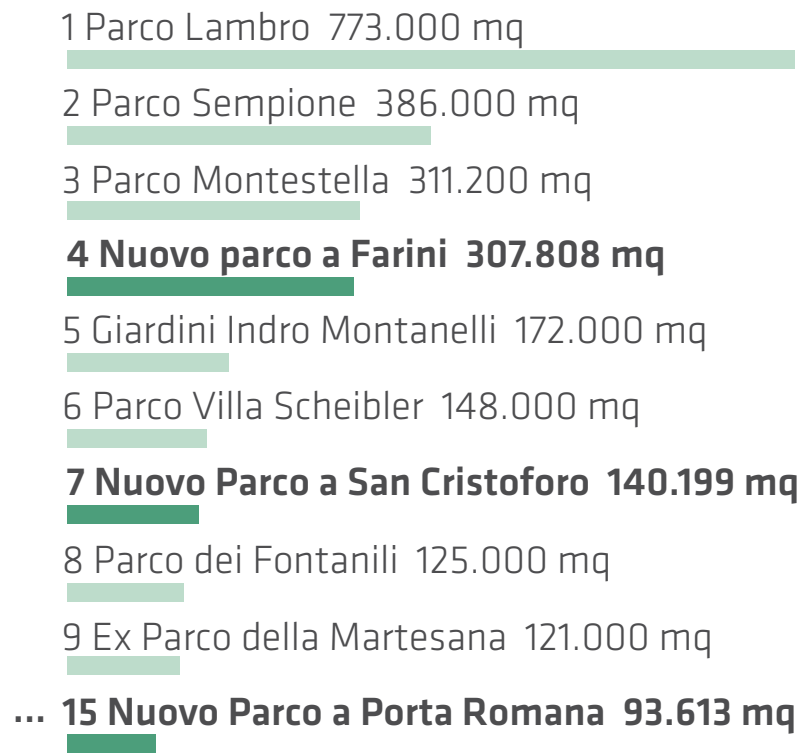 1 Parco Lambro 773.000 mq
2 Parco Sempione 386.000 mq
3 Parco Montestella 311.200 mq
4 Nuovo parco a Farini 307.808 mq
5 Giardini Indro Montanelli 172.000 mq
6 Parco Villa Scheibler 148.000 mq
7 Nuovo Parco a San Cristoforo 140.199 mq
8 Parco dei Fontanili 125.000 mq
9 Ex Parco della Martesana 121.000 mq
... 15 Nuovo Parco a Porta Romana 93.613 mq